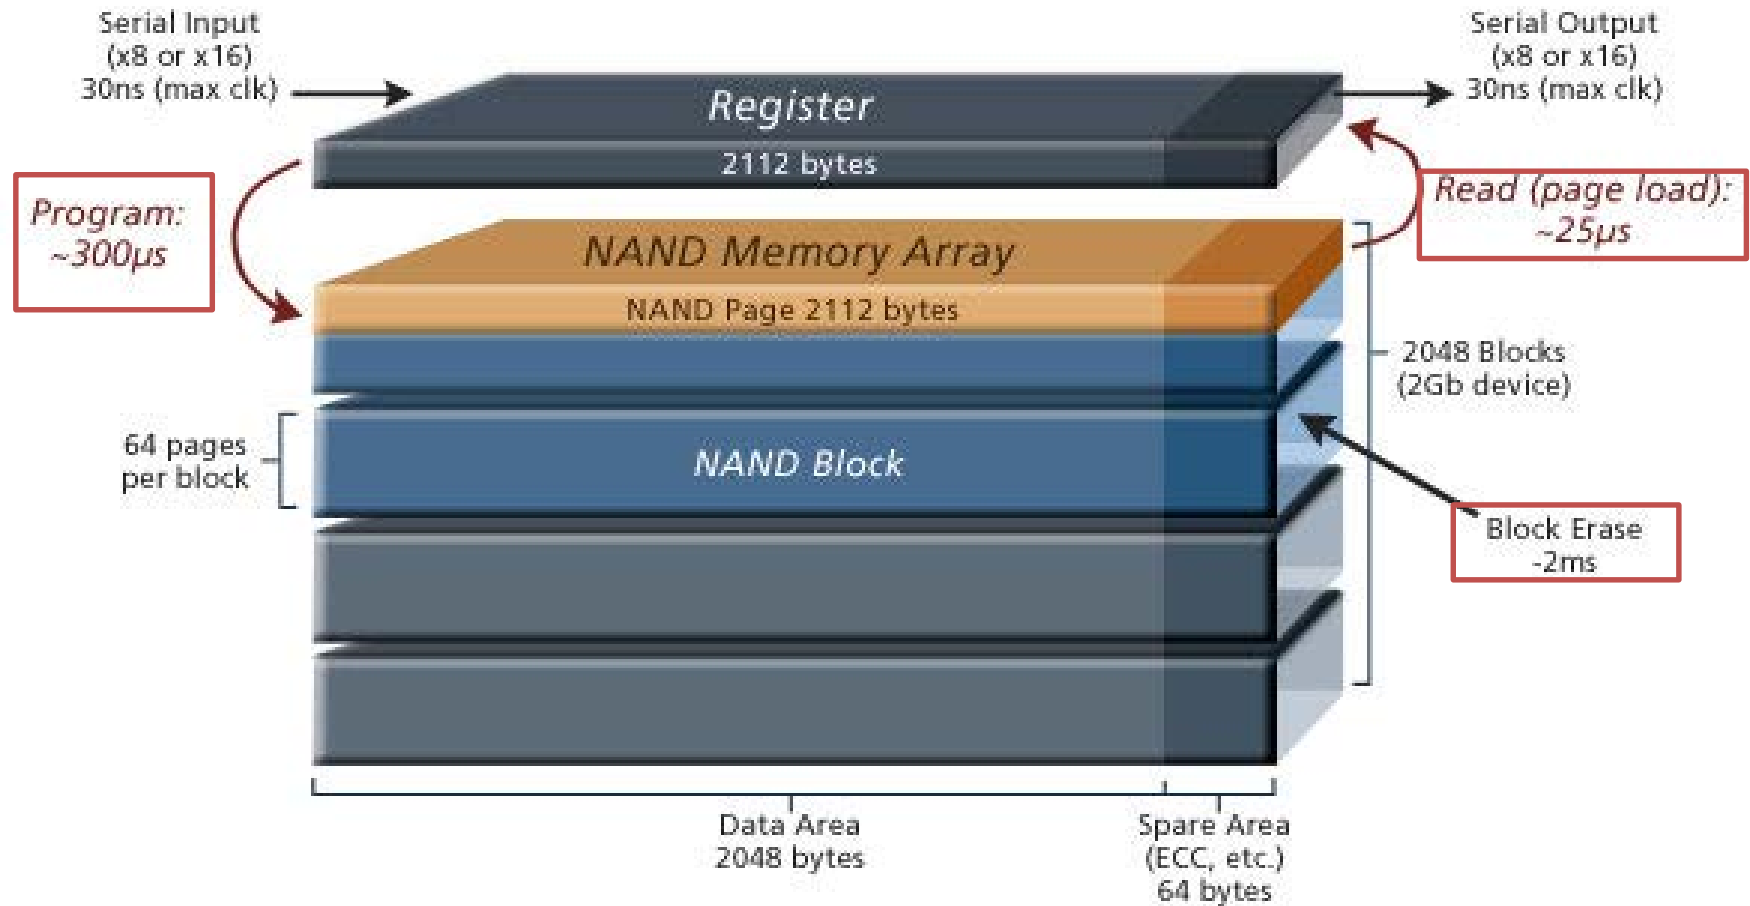 Serial Input
(x8 or x16)
30ns (max clk)
Serial Output
(x8 or x16)
30ns (max clk)
Register
2112 bytes
Program:
~300µs
Read (page load):
~25µs
NAND Memory Array
NAND Page 2112 bytes
2048 Blocks
(2Gb device)
64 pages
per block
NAND Block
Block Erase
~2ms
Data Area
2048 bytes
Spare Area
(ECC, etc.)
64 bytes